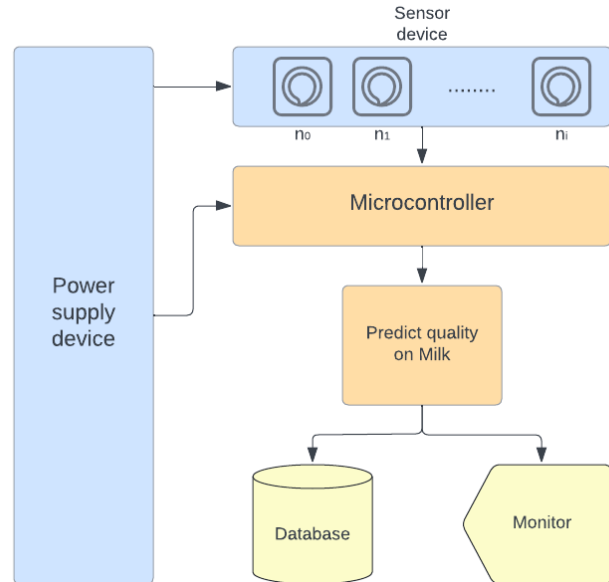 Sensor
device
n₀ n₁ ........ nᵢ
Microcontroller
Power
supply
device
Predict quality
on Milk
Database
Monitor